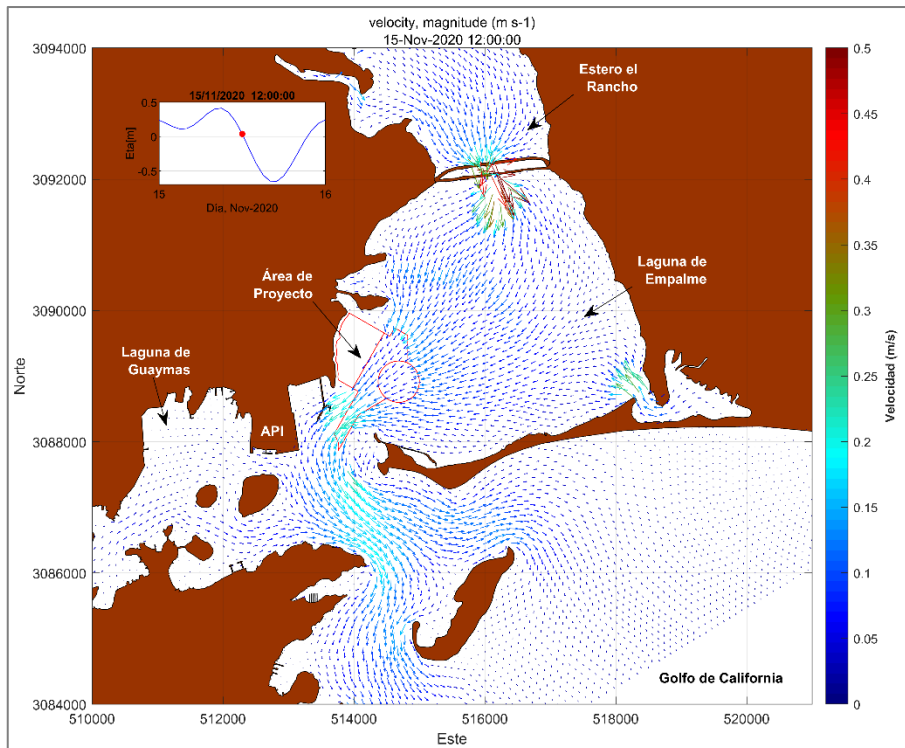 velocity, magnitude (m s-1)
15-Nov-2020 12:00:00
3094000
3092000
3090000
3088000
3086000
3084000
Norte
510000
512000
514000
516000
518000
520000
Este
15/11/2020 12:00:00
0.5
0
-0.5
Eta[m]
15
16
Dia, Nov-2020
Estero el
Rancho
Área de
Proyecto
Laguna de
Empalme
Laguna de
Guaymas
API
Golfo de California
0.5
0.45
0.4
0.35
0.3
0.25
0.2
0.15
0.1
0.05
0
Velocidad (m/s)